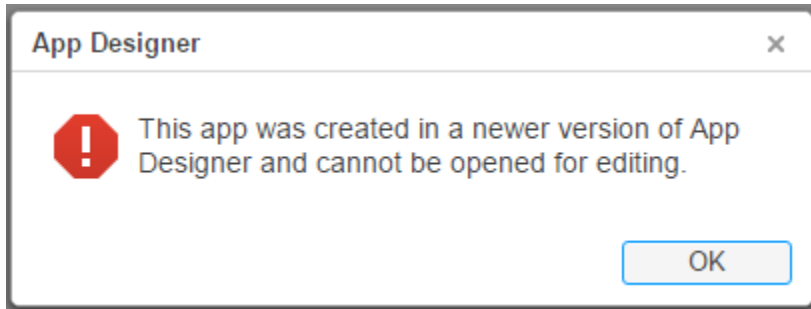 App Designer
This app was created in a newer version of App
Designer and cannot be opened for editing.
OK